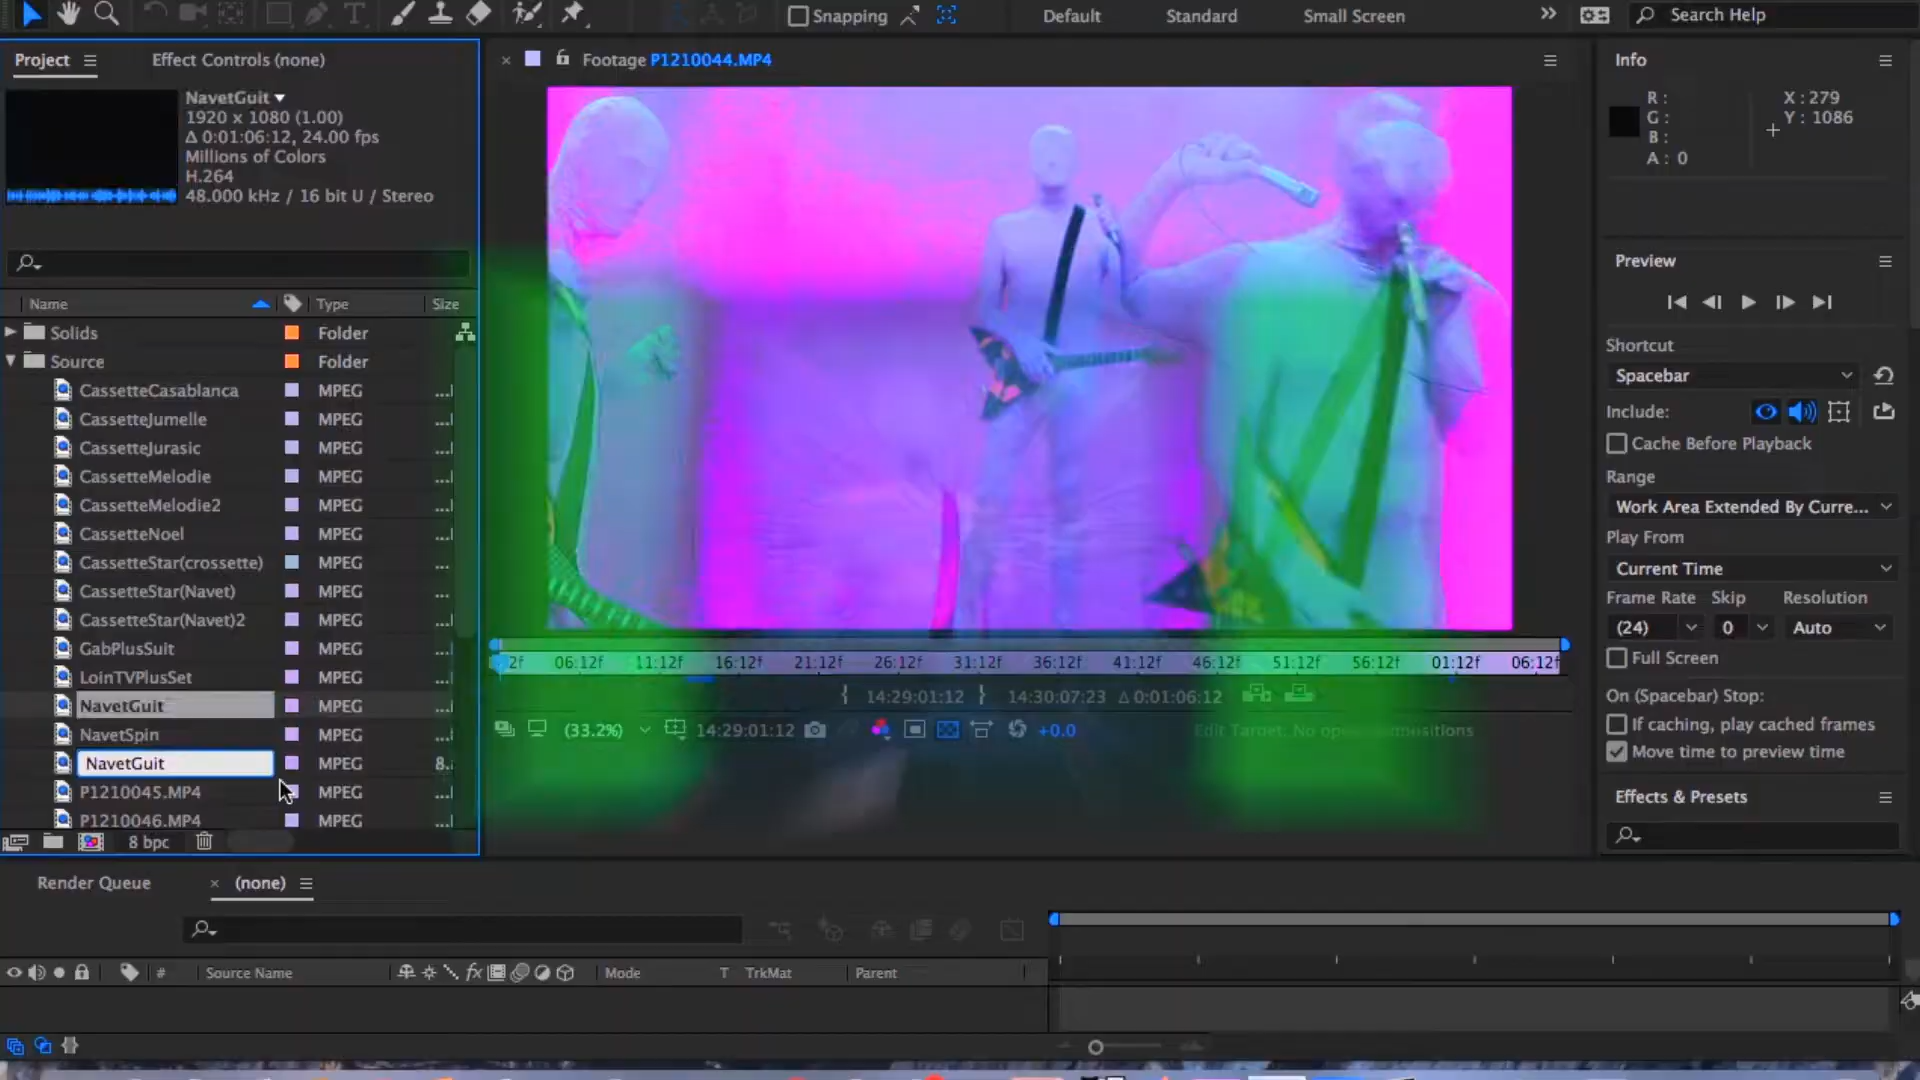 Snapping
Default
Standard
Small Screen
Search Help
Project
Effect Controls (none)
NavetGuit
1920 x 1080 (1.00)
Δ 0:01:06:12, 24.00 fps
Millions of Colors
H.264
48.000 kHz / 16 bit U / Stereo
Name
Type
Size
Solids Folder
Source Folder
CassetteCasablanca MPEG ...
CassetteJumelle MPEG ...
CassetteJurasic MPEG ...
CassetteMelodie MPEG ...
CassetteMelodie2 MPEG ...
CassetteNoel MPEG ...
CassetteStar(crossette) MPEG ...
CassetteStar(Navet) MPEG ...
CassetteStar(Navet)2 MPEG ...
GabPlusSuit MPEG ...
LoinTVPlusSet MPEG ...
NavetGuit MPEG ...
NavetSpin MPEG ...
NavetGuit MPEG 8..
P1210045.MP4 MPEG ...
P1210046.MP4 MPEG ...
8 bpc
Footage P1210044.MP4
06:12f 11:12f 16:12f 21:12f 26:12f 31:12f 36:12f 41:12f 46:12f 51:12f 56:12f 01:12f 06:12f
{ 14:29:01:12 } 14:30:07:23 Δ 0:01:06:12
(33.2%) 14:29:01:12 +0.0
Info
R :
G :
B :
A : 0
X : 279
Y : 1086
Preview
Shortcut
Spacebar
Include:
Cache Before Playback
Range
Work Area Extended By Curre...
Play From
Current Time
Frame Rate Skip Resolution
(24) 0 Auto
Full Screen
On (Spacebar) Stop:
If caching, play cached frames
Move time to preview time
Effects & Presets
Render Queue
(none)
# Source Name
fx
Mode
T TrkMat
Parent